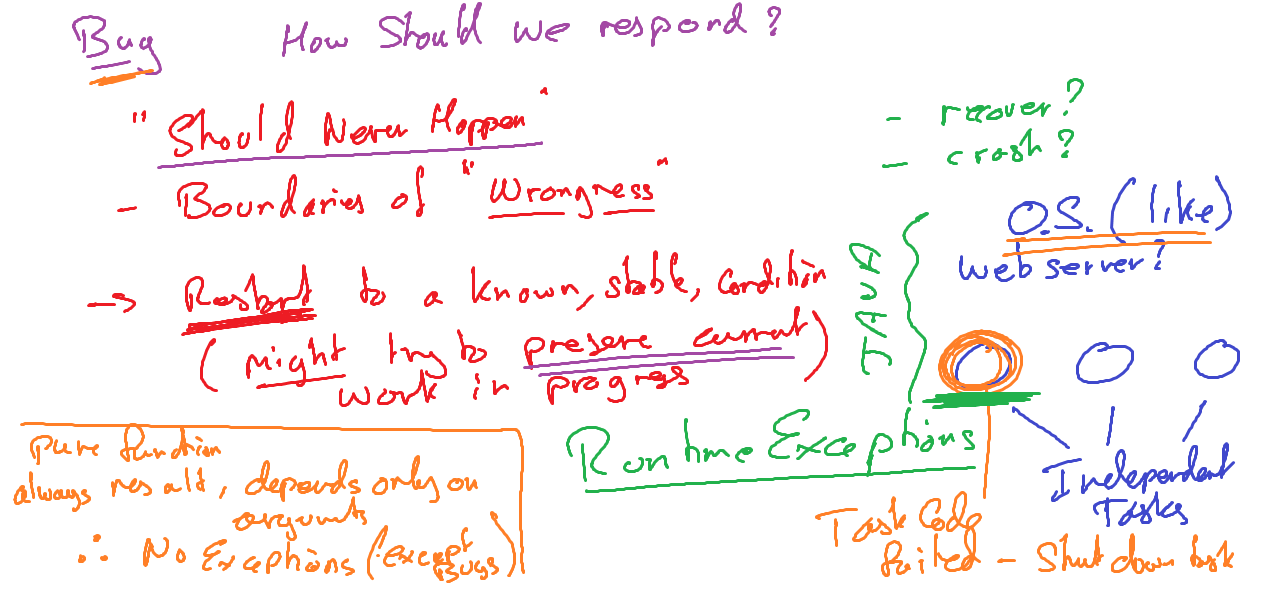 Bug How Should we respond?
"Should Never Happen"
- Boundaries of "Wrongness"
-> Restart to a known, stable, condition
(might try to preserve current
work in progress)
- recover?
- crash?
O.S. (like)
web server?
JAVA
Runtime Exceptions
Independent
Tasks
Task Code
failed - Shut down task
pure function
always result, depends only on
arguments
∴ No Exceptions (except
Bugs)